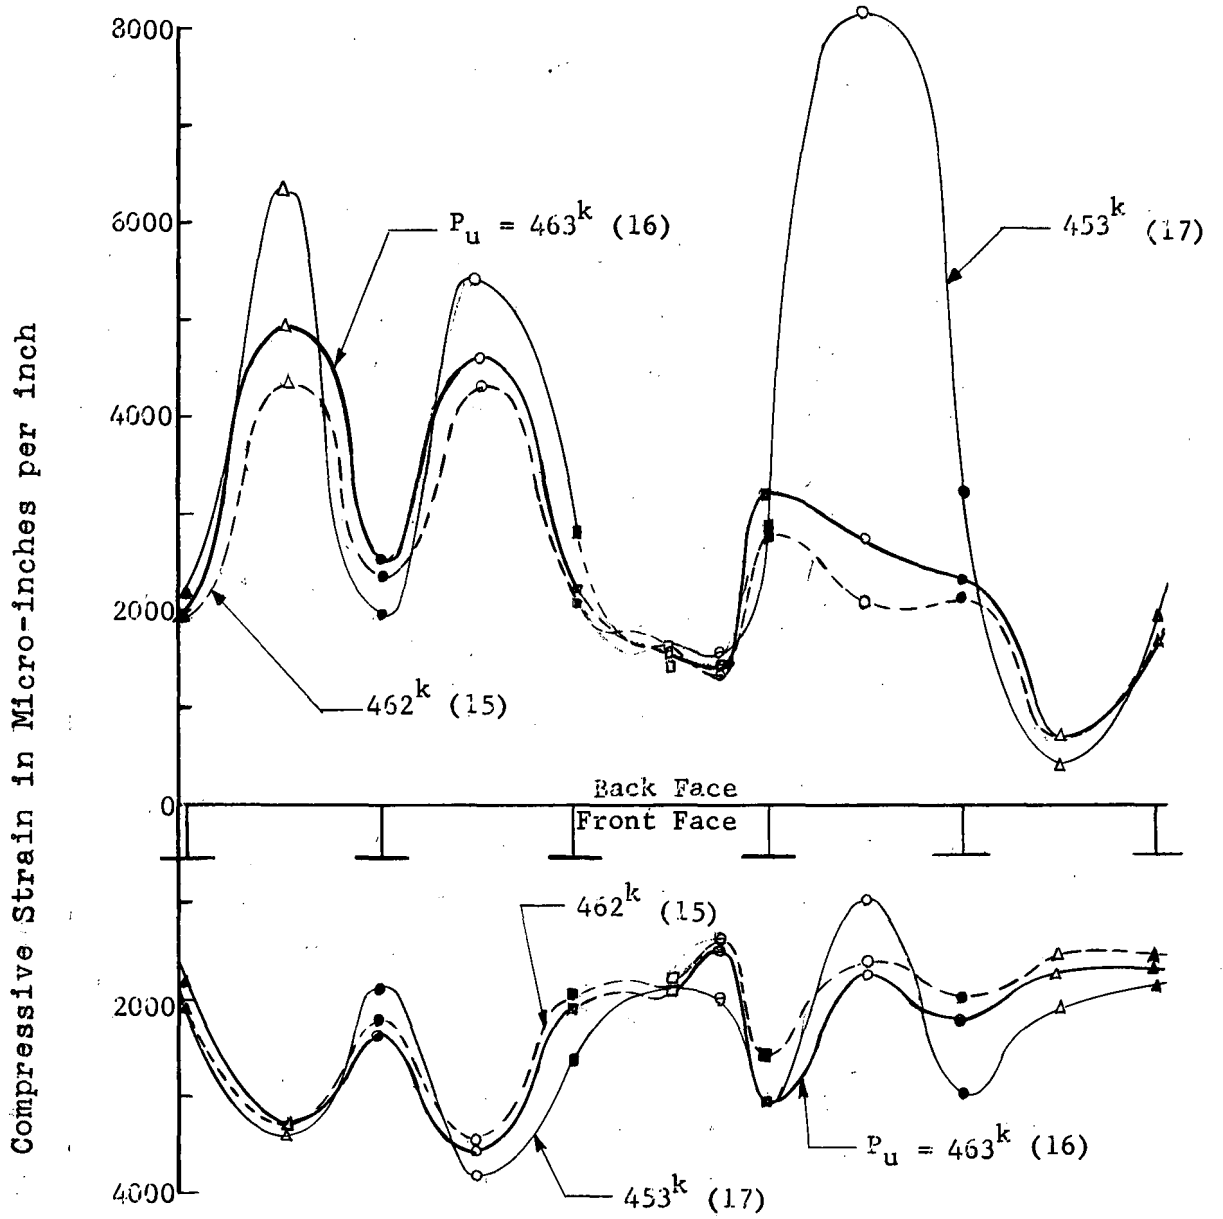 8000
6000
4000
2000
0
2000
4000
Compressive Strain in Micro-inches per inch
P_u = 463^k (16)
453^k (17)
462^k (15)
Back Face
Front Face
462^k (15)
P_u = 463^k (16)
453^k (17)